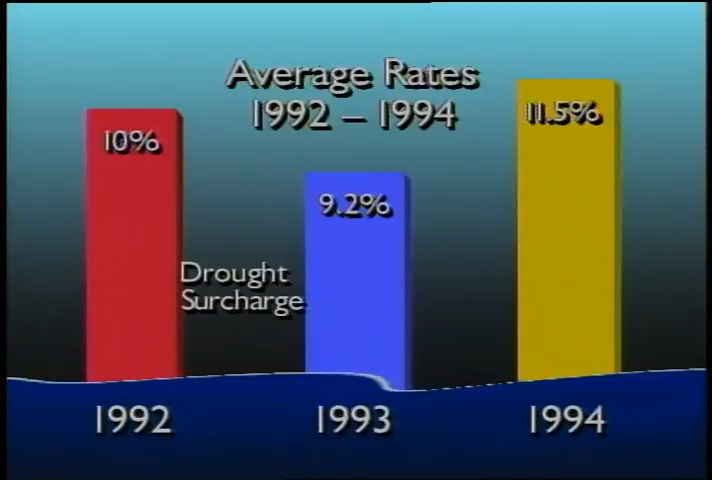 Average Rates
1992 – 1994
10%
9.2%
11.5%
Drought
Surcharge
1992
1993
1994